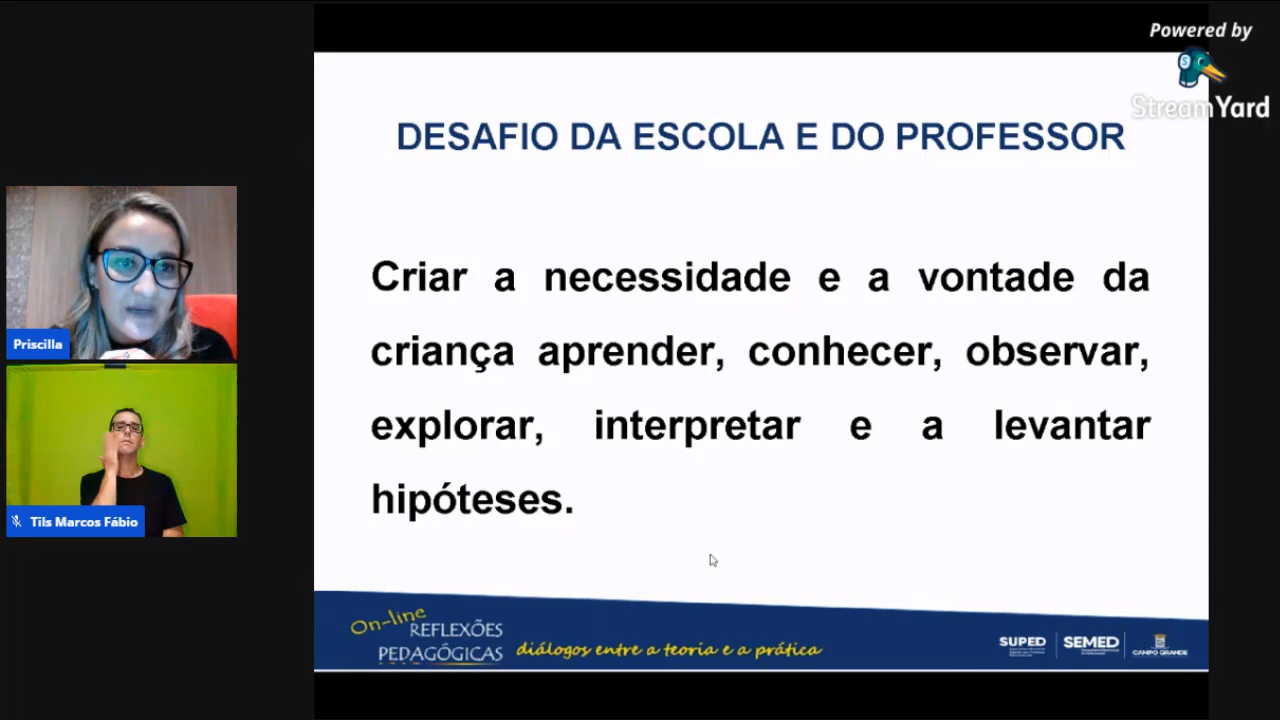 Powered by
StreamYard
DESAFIO DA ESCOLA E DO PROFESSOR
Criar a necessidade e a vontade da
criança aprender, conhecer, observar,
explorar, interpretar e a levantar
hipóteses.
Priscilla
Tils Marcos Fábio
On-line
REFLEXÕES
PEDAGÓGICAS
diálogos entre a teoria e a prática
SUPED
SEMED
CAMPO GRANDE